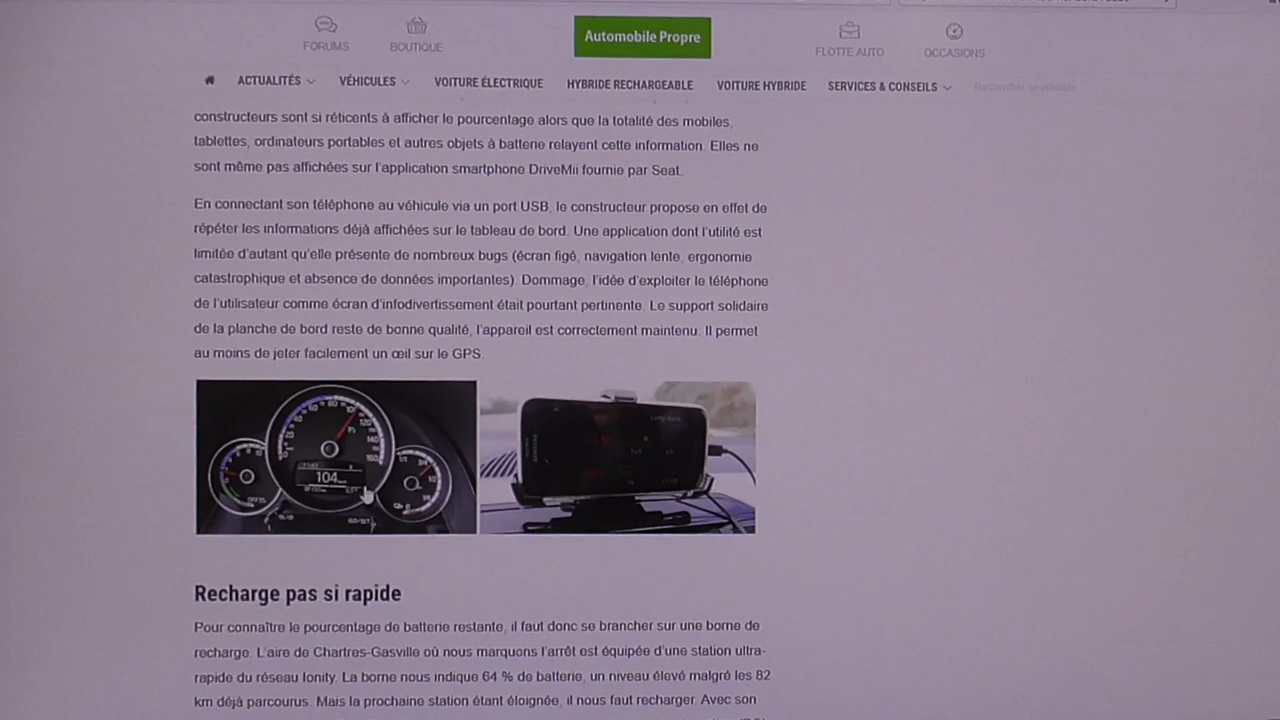 FORUMS
BOUTIQUE
Automobile Propre
FLOTTE AUTO
OCCASIONS
ACTUALITÉS
VÉHICULES
VOITURE ÉLECTRIQUE
HYBRIDE RECHARGEABLE
VOITURE HYBRIDE
SERVICES & CONSEILS
Rechercher un véhicule
constructeurs sont si réticents à afficher le pourcentage alors que la totalité des mobiles,
tablettes, ordinateurs portables et autres objets à batterie relayent cette information. Elles ne
sont même pas affichées sur l'application smartphone DriveMii fournie par Seat.
En connectant son téléphone au véhicule via un port USB, le constructeur propose en effet de
répéter les informations déjà affichées sur le tableau de bord. Une application dont l'utilité est
limitée d'autant qu'elle présente de nombreux bugs (écran figé, navigation lente, ergonomie
catastrophique et absence de données importantes). Dommage, l'idée d'exploiter le téléphone
de l'utilisateur comme écran d'infodivertissement était pourtant pertinente. Le support solidaire
de la planche de bord reste de bonne qualité, l'appareil est correctement maintenu. Il permet
au moins de jeter facilement un œil sur le GPS.
104
SAMSUNG
Recharge pas si rapide
Pour connaître le pourcentage de batterie restante, il faut donc se brancher sur une borne de
recharge. L'aire de Chartres-Gasville où nous marquons l'arrêt est équipée d'une station ultra-
rapide du réseau Ionity. La borne nous indique 64 % de batterie, un niveau élevé malgré les 82
km déjà parcourus. Mais la prochaine station étant éloignée, il nous faut recharger. Avec son